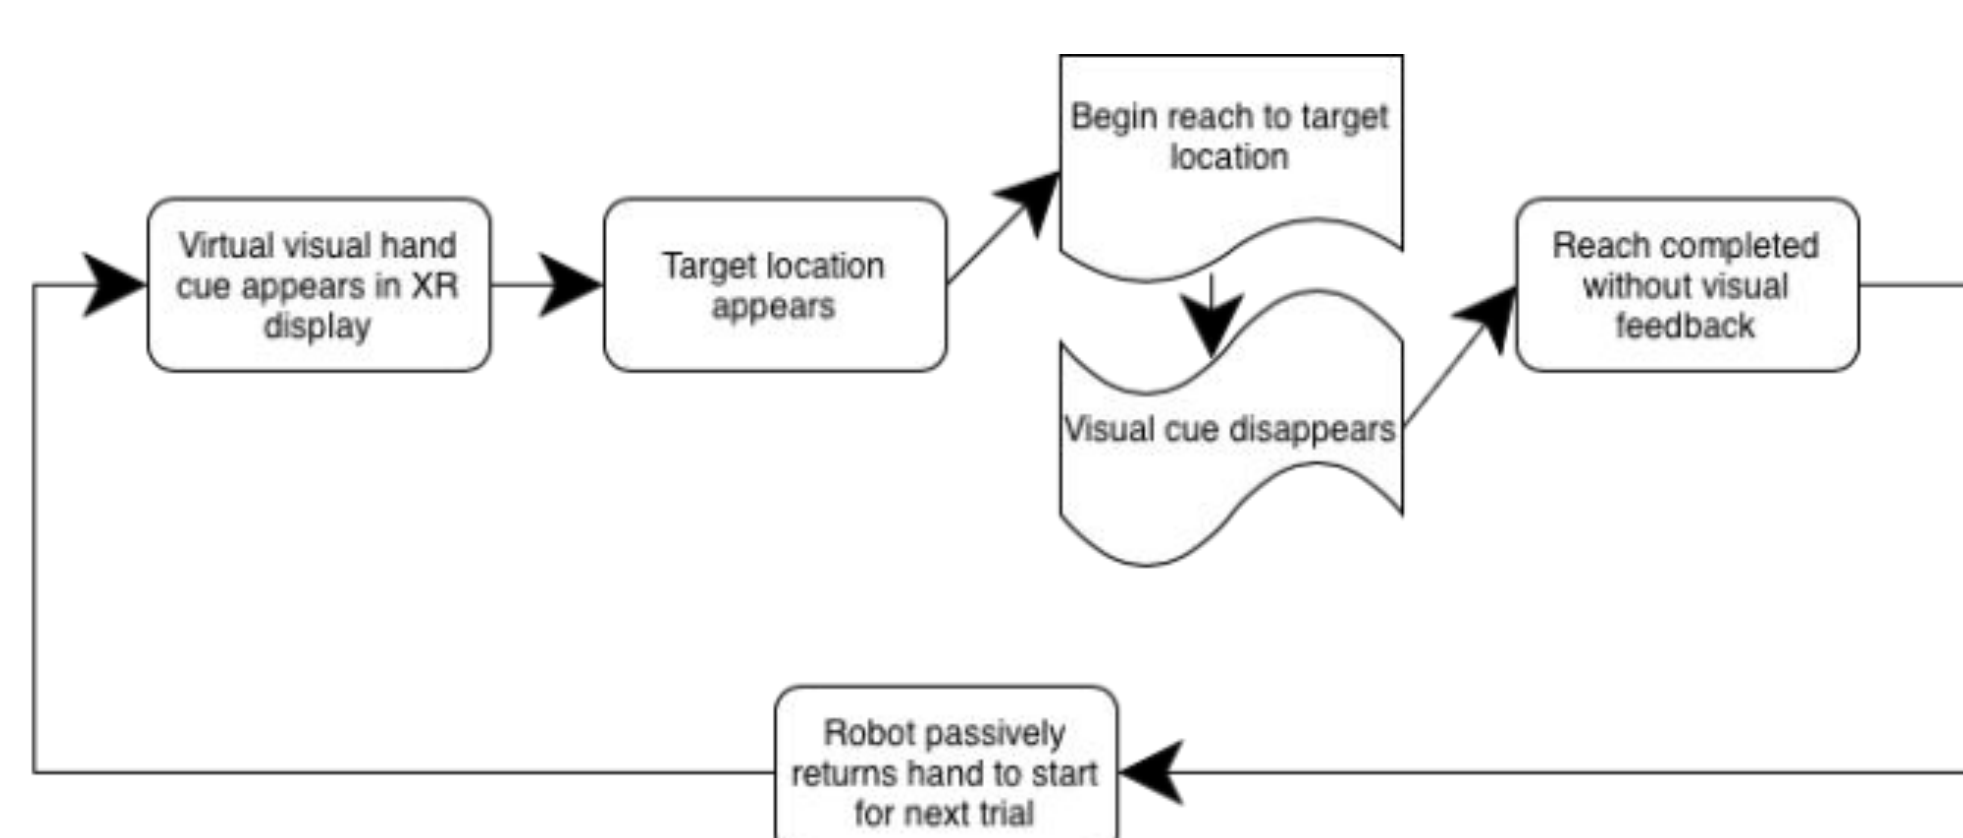 Virtual visual hand
cue appears in XR
display
Target location
appears
Begin reach to target
location
Visual cue disappears
Reach completed
without visual
feedback
Robot passively
returns hand to start
for next trial